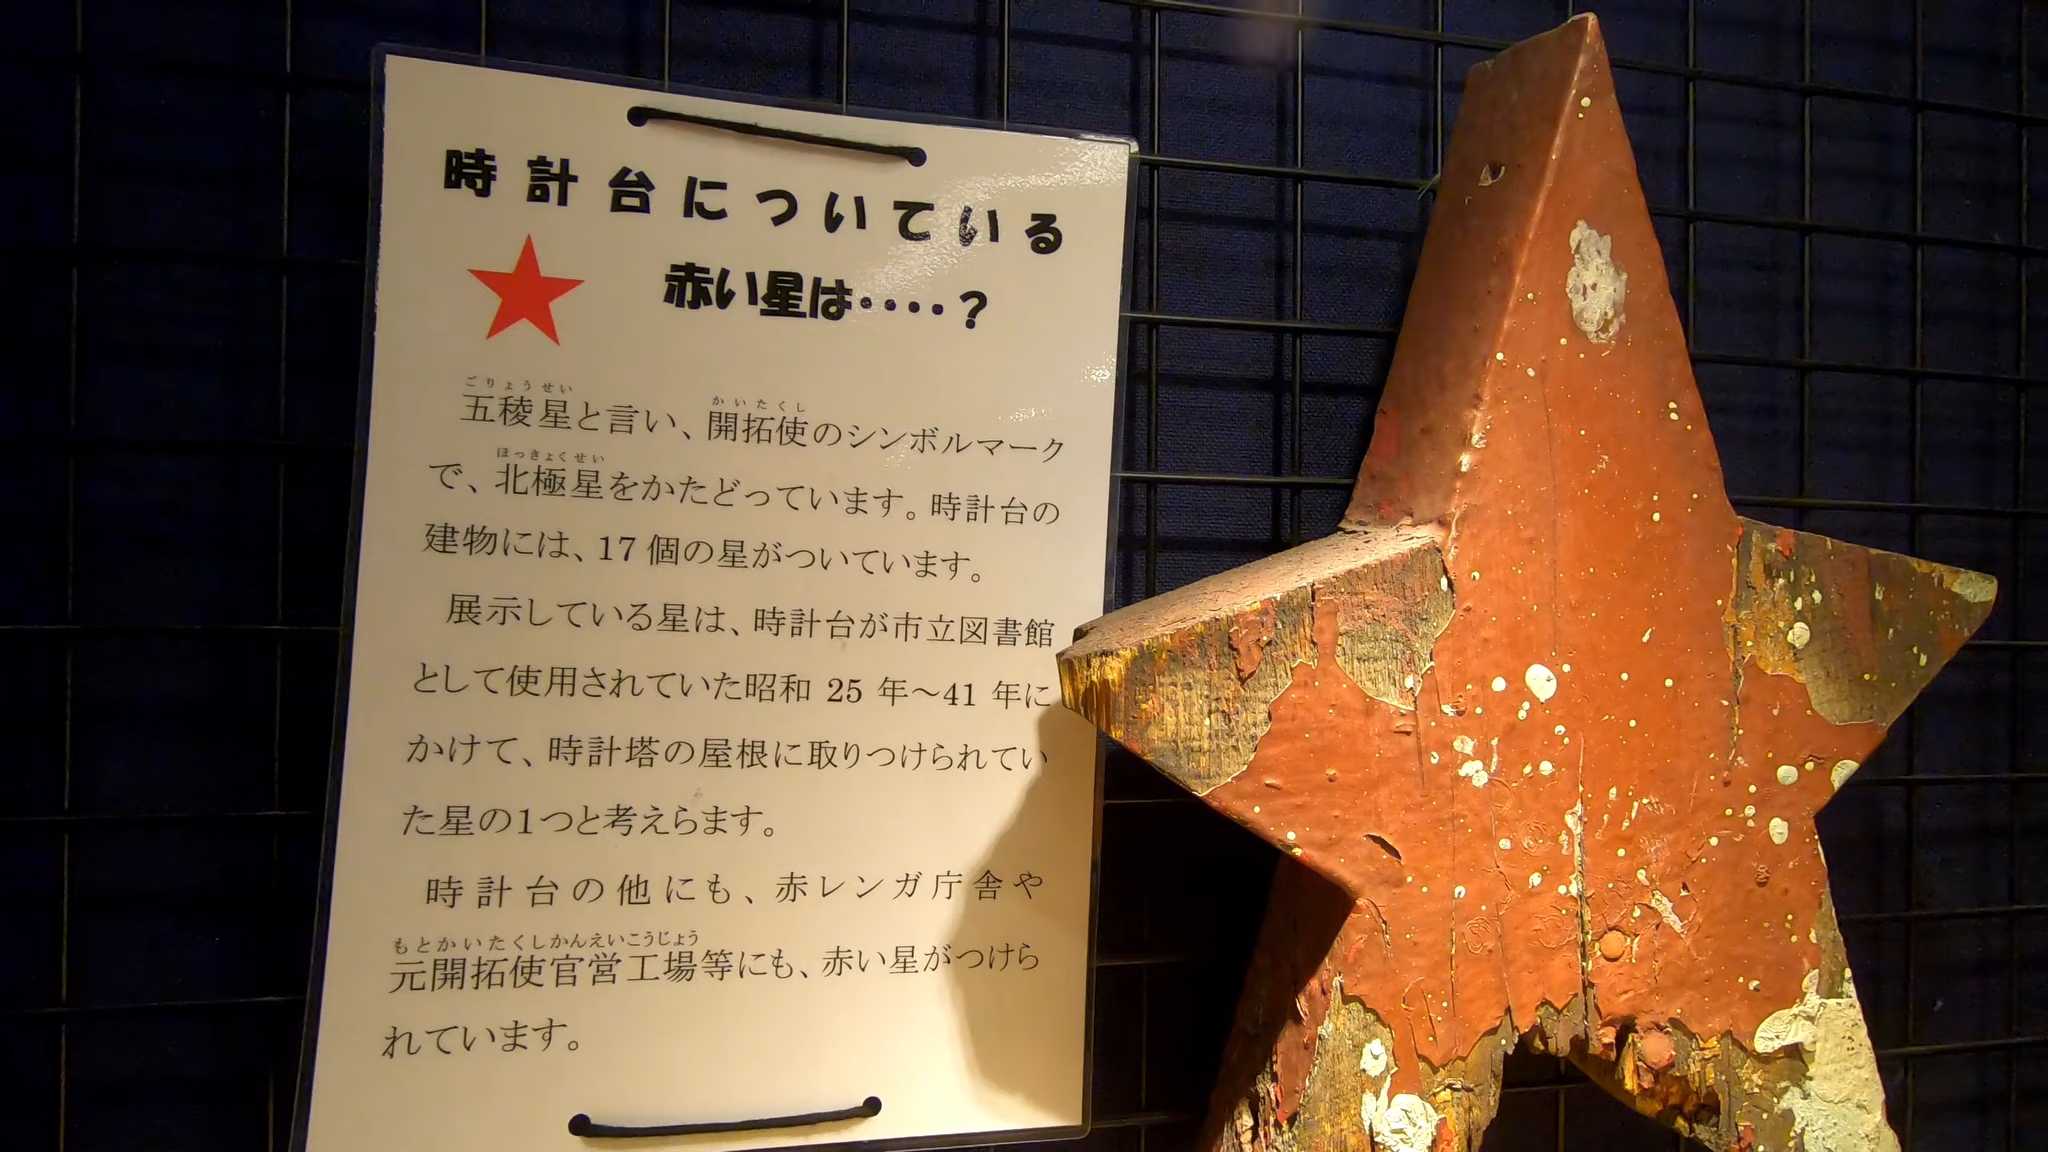 時計台についている
赤い星は････？
ごりょうせい かいたくし
五稜星と言い、開拓使のシンボルマーク
ほっきょくせい
で、北極星をかたどっています。時計台の
建物には、17個の星がついています。
展示している星は、時計台が市立図書館
として使用されていた昭和 25 年～41 年に
かけて、時計塔の屋根に取りつけられてい
た星の1つと考えらます。
時計台の他にも、赤レンガ庁舎や
もとかいたくしかんえいこうじょう
元開拓使官営工場等にも、赤い星がつけら
れています。